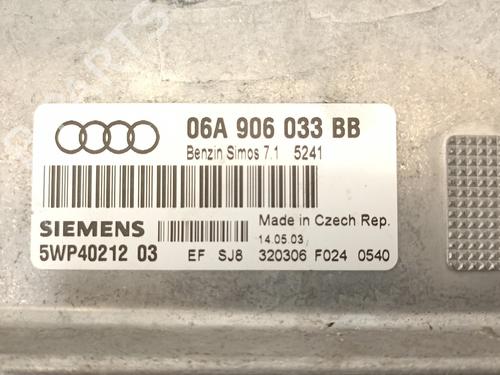 06A 906 033 BB
Benzin Simos 7.1 5241
SIEMENS
Made in Czech Rep.
14.05.03
5WP40212 03
EF SJ8 320306 F024 0540